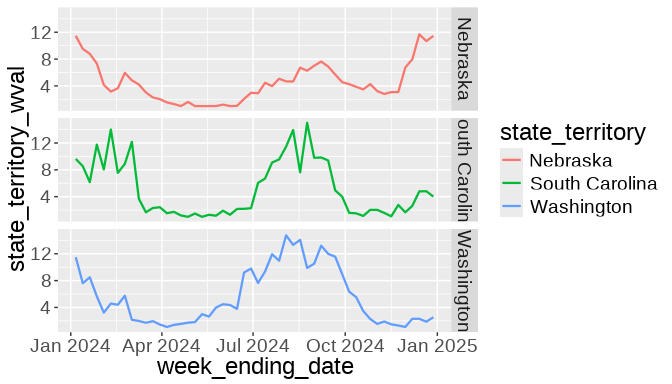 state_territory_wval
12
8
4
Nebraska
12
8
4
outh Carolin
12
8
4
Washington
Jan 2024 Apr 2024 Jul 2024 Oct 2024 Jan 2025
week_ending_date
state_territory
Nebraska
South Carolina
Washington